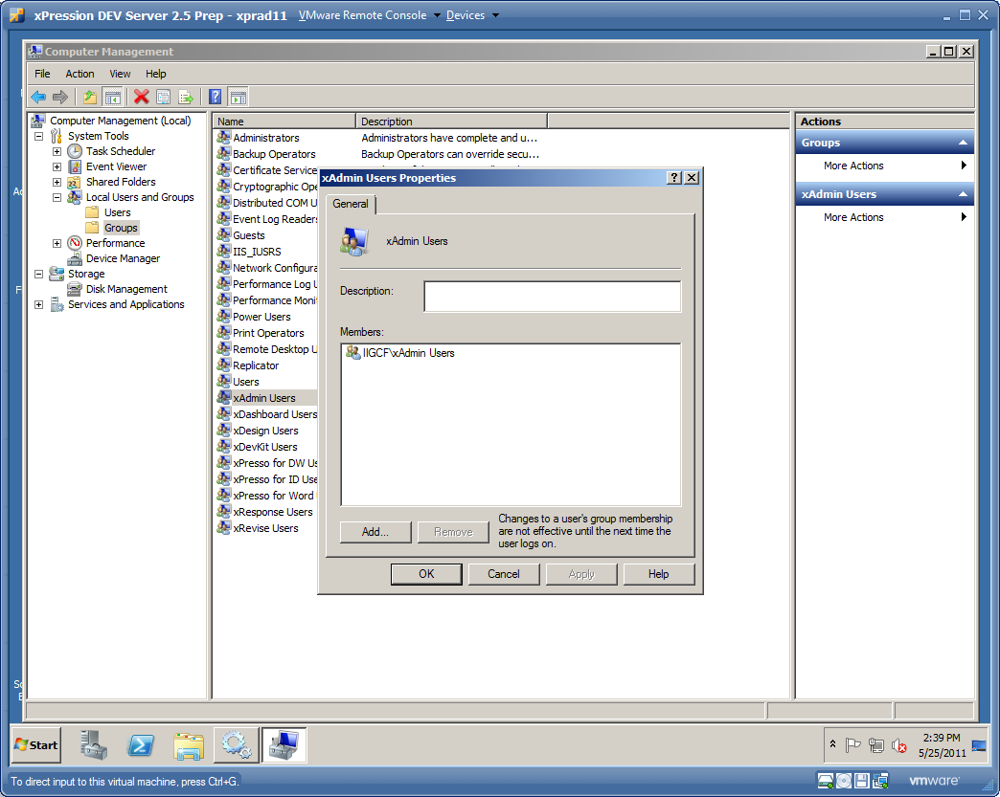 xPression DEV Server 2.5 Prep - xprad11 VMware Remote Console Devices
Computer Management
File Action View Help
Computer Management (Local)
System Tools
Task Scheduler
Event Viewer
Shared Folders
Local Users and Groups
Users
Groups
Performance
Device Manager
Storage
Disk Management
Services and Applications
Name Description
Administrators Administrators have complete and u...
Backup Operators Backup Operators can override secu...
Certificate Service
Cryptographic Ope
Distributed COM U
Event Log Readers
Guests
IIS_IUSRS
Network Configura
Performance Log U
Performance Moni
Power Users
Print Operators
Remote Desktop U
Replicator
Users
xAdmin Users
xDashboard Users
xDesign Users
xDevKit Users
xPresso for DW Us
xPresso for ID Use
xPresso for Word
xResponse Users
xRevise Users
xAdmin Users Properties
General
xAdmin Users
Description:
Members:
IIGCF\xAdmin Users
Add... Remove
Changes to a user's group membership
are not effective until the next time the
user logs on.
OK Cancel Apply Help
Actions
Groups
More Actions
xAdmin Users
More Actions
Start
2:39 PM
5/25/2011
To direct input to this virtual machine, press Ctrl+G.
vmware